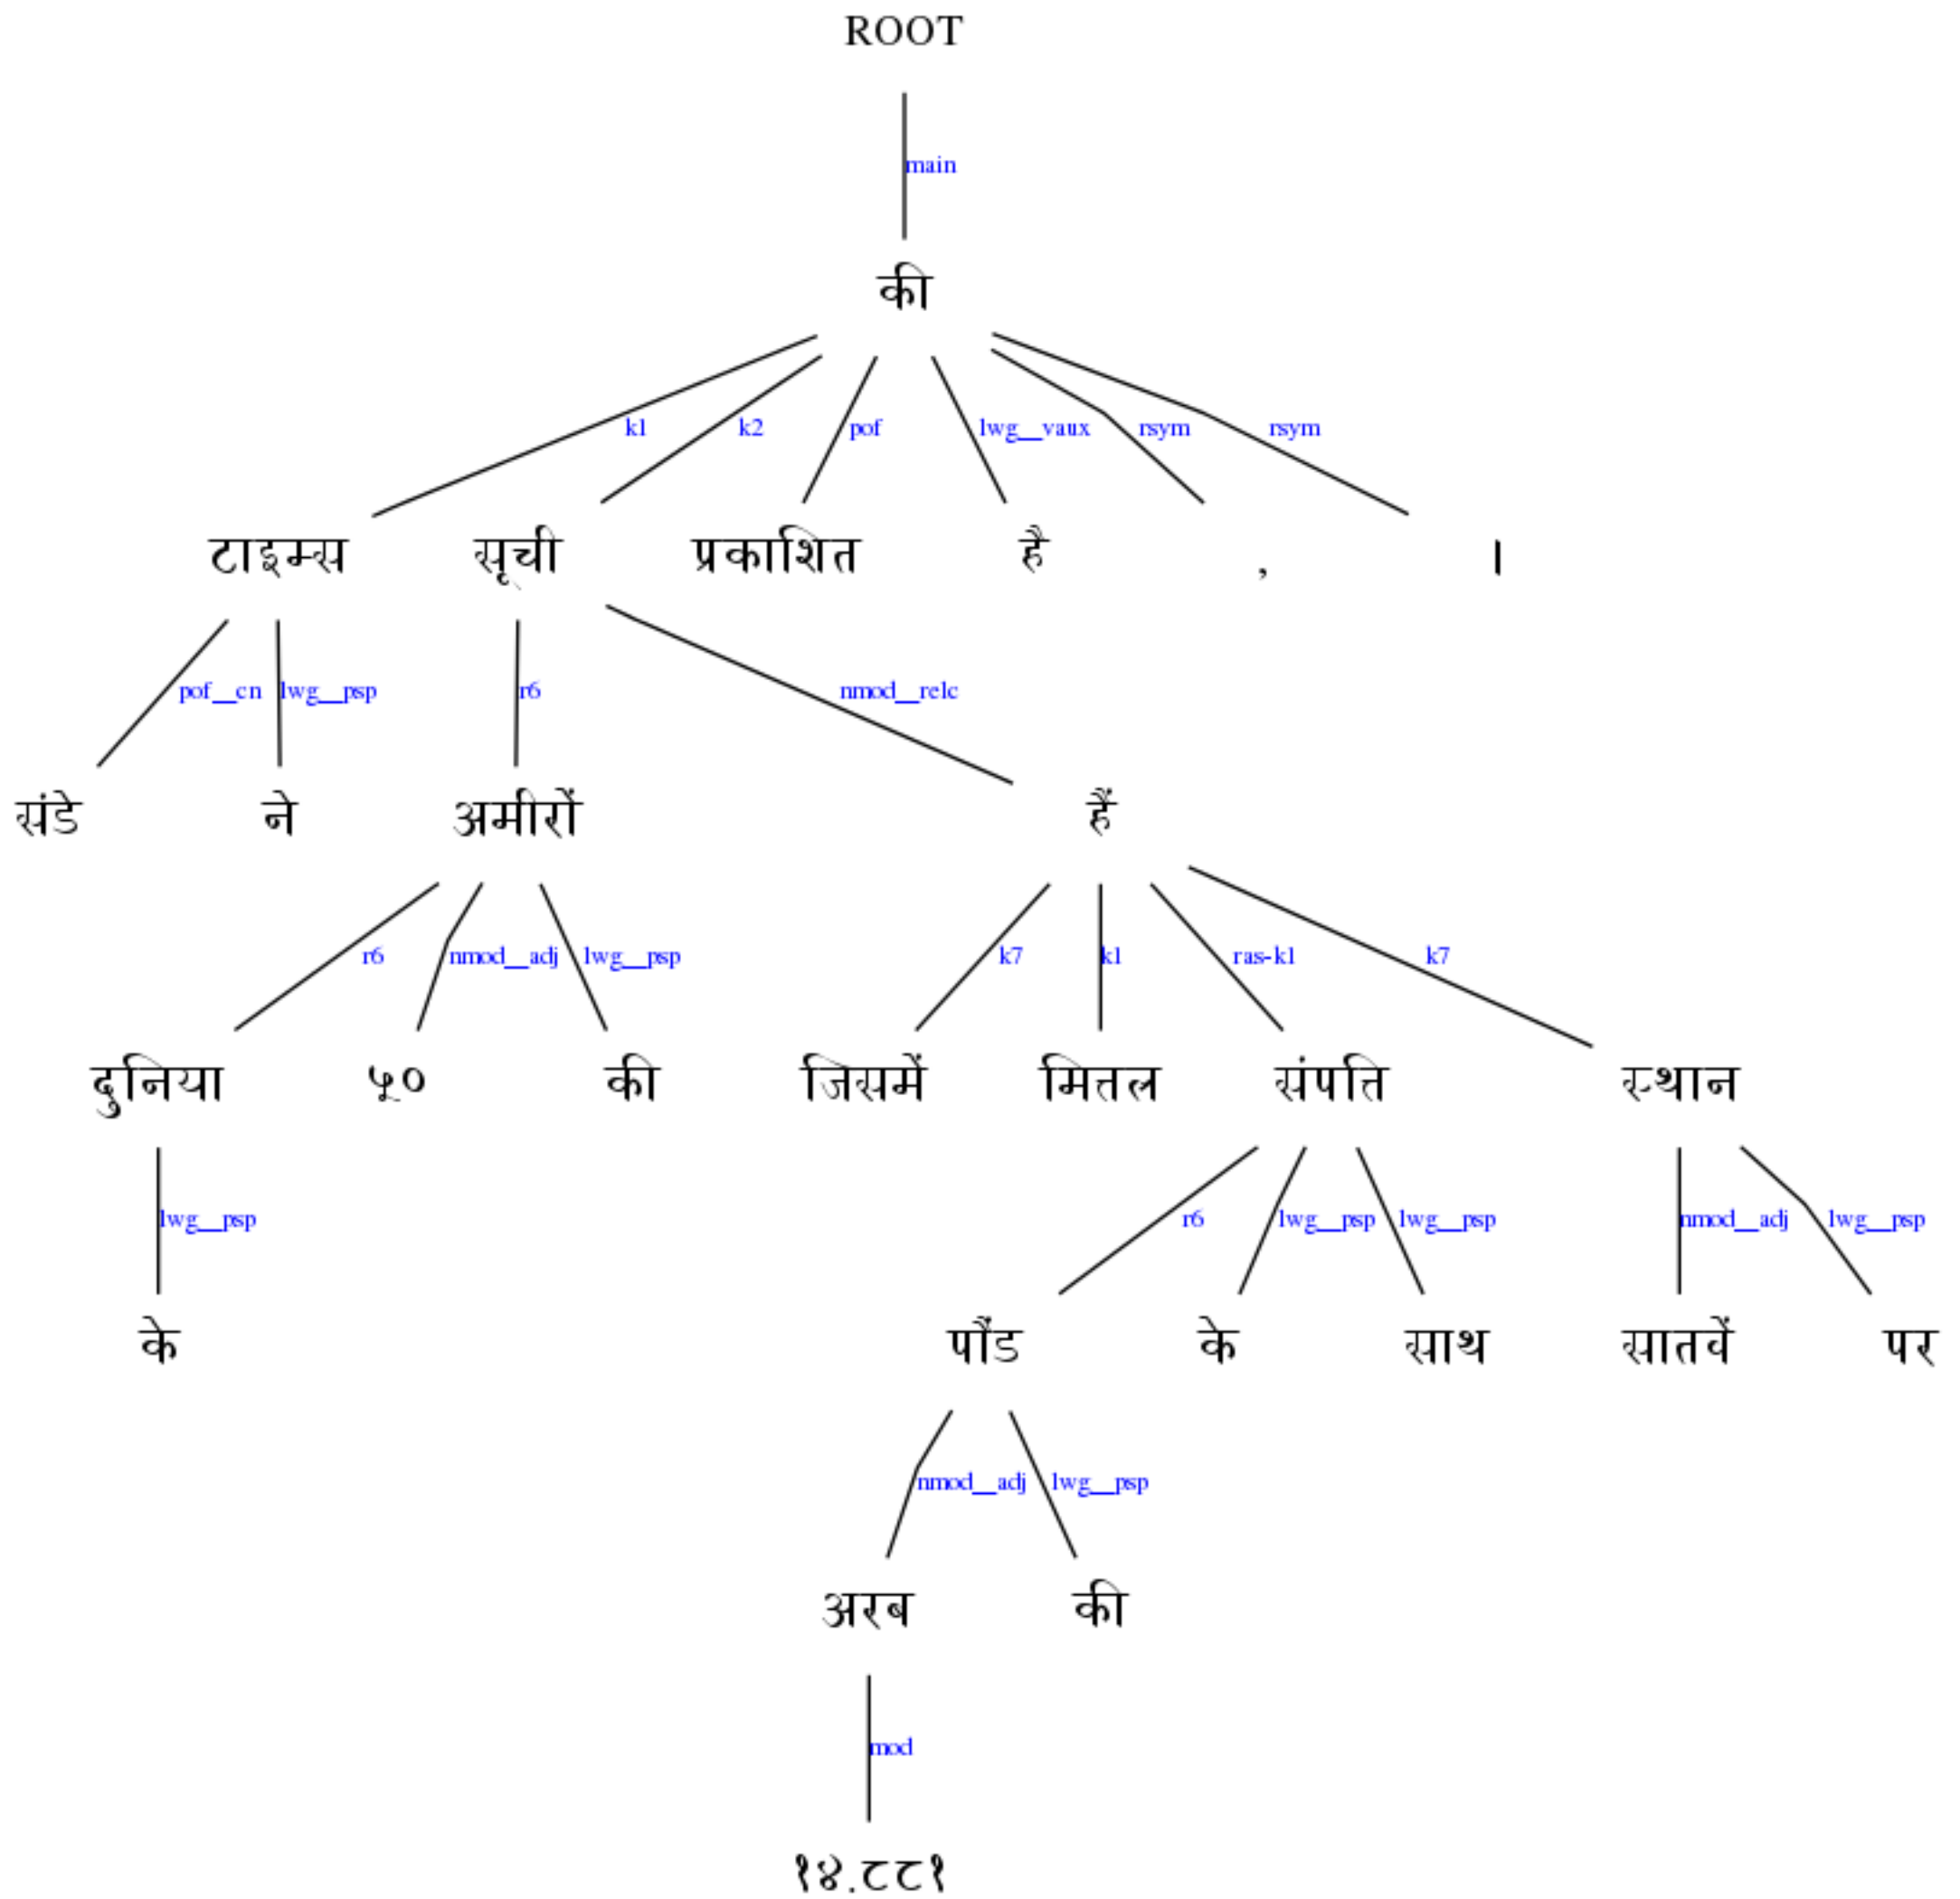 ROOT
main
की
k1 k2 pof lwg__vaux rsym rsym
टाइम्स सूची प्रकाशित है , ।
pof__cn lwg__psp r6 nmod__relc
संडे ने अमीरों हैं
r6 nmod__adj lwg__psp k7 k1 ras-k1 k7
दुनिया ५० की जिसमें मित्तल संपत्ति स्थान
lwg__psp r6 lwg__psp lwg__psp nmod__adj lwg__psp
के पौंड के साथ सातवें पर
nmod__adj lwg__psp
अरब की
mod
१४.८८१